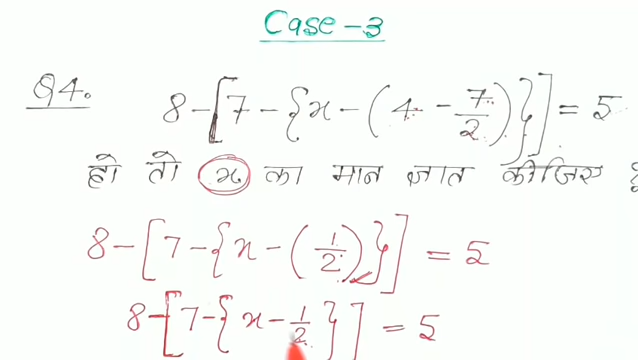 Case-3
Q4. 8-[7-{x-(4-7/2)}]=5
हो तो x का मान ज्ञात कीजिए
8-[7-{x-(1/2)}]=5
8-[7-{x-1/2}]=5